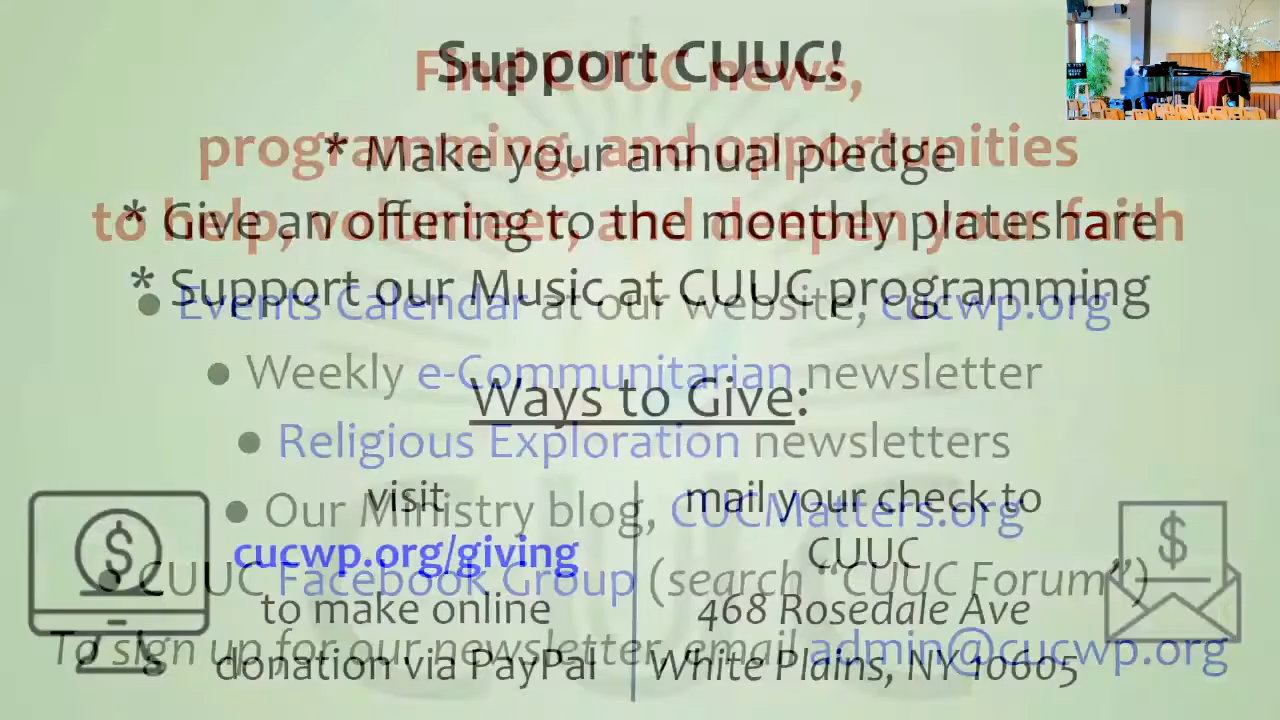 Support CUUC!
* Make your annual pledge
* Give an offering to the monthly plateshare
* Support our Music at CUUC programming
Ways to Give:
visit
cucwp.org/giving
to make online
donation via PayPal
mail your check to
CUUC
468 Rosedale Ave
White Plains, NY 10605
Find CUUC news,
programming, and opportunities
to help, volunteer, and deepen your faith
• Events Calendar at our website, cucwp.org
• Weekly e-Communitarian newsletter
• Religious Exploration newsletters
• Our Ministry blog, CUCMatters.org
• CUUC Facebook Group (search “CUUC Forum”)
To sign up for our newsletter, email admin@cucwp.org
CUUC